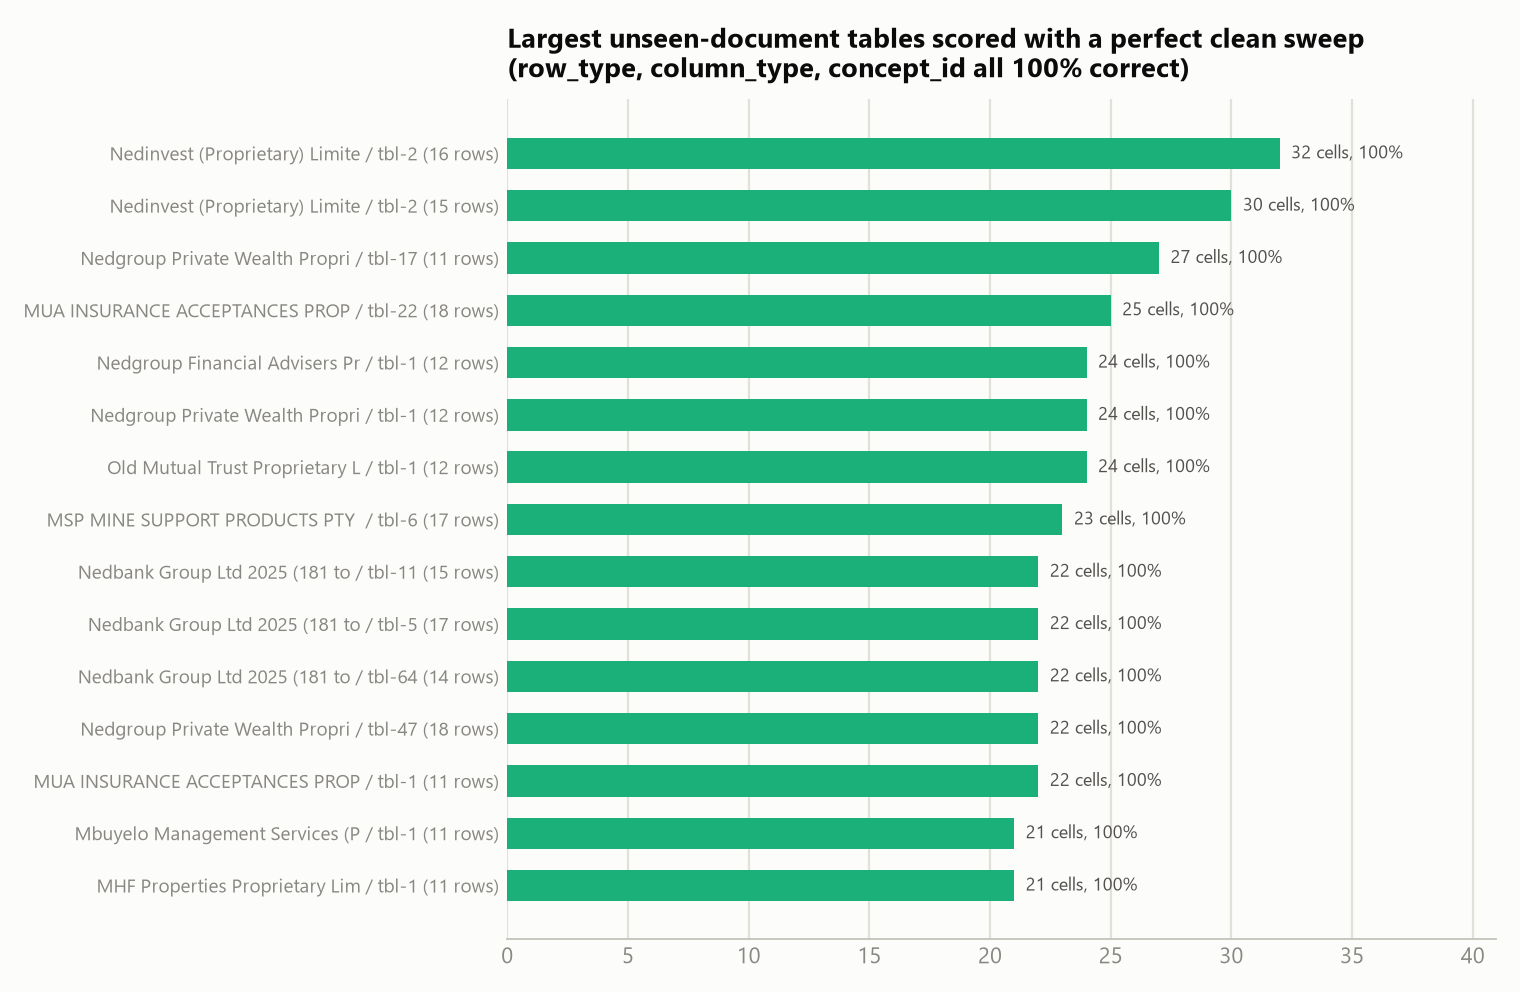 Largest unseen-document tables scored with a perfect clean sweep
(row_type, column_type, concept_id all 100% correct)
Nedinvest (Proprietary) Limite / tbl-2 (16 rows) 32 cells, 100%
Nedinvest (Proprietary) Limite / tbl-2 (15 rows) 30 cells, 100%
Nedgroup Private Wealth Propri / tbl-17 (11 rows) 27 cells, 100%
MUA INSURANCE ACCEPTANCES PROP / tbl-22 (18 rows) 25 cells, 100%
Nedgroup Financial Advisers Pr / tbl-1 (12 rows) 24 cells, 100%
Nedgroup Private Wealth Propri / tbl-1 (12 rows) 24 cells, 100%
Old Mutual Trust Proprietary L / tbl-1 (12 rows) 24 cells, 100%
MSP MINE SUPPORT PRODUCTS PTY  / tbl-6 (17 rows) 23 cells, 100%
Nedbank Group Ltd 2025 (181 to / tbl-11 (15 rows) 22 cells, 100%
Nedbank Group Ltd 2025 (181 to / tbl-5 (17 rows) 22 cells, 100%
Nedbank Group Ltd 2025 (181 to / tbl-64 (14 rows) 22 cells, 100%
Nedgroup Private Wealth Propri / tbl-47 (18 rows) 22 cells, 100%
MUA INSURANCE ACCEPTANCES PROP / tbl-1 (11 rows) 22 cells, 100%
Mbuyelo Management Services (P / tbl-1 (11 rows) 21 cells, 100%
MHF Properties Proprietary Lim / tbl-1 (11 rows) 21 cells, 100%
0 5 10 15 20 25 30 35 40